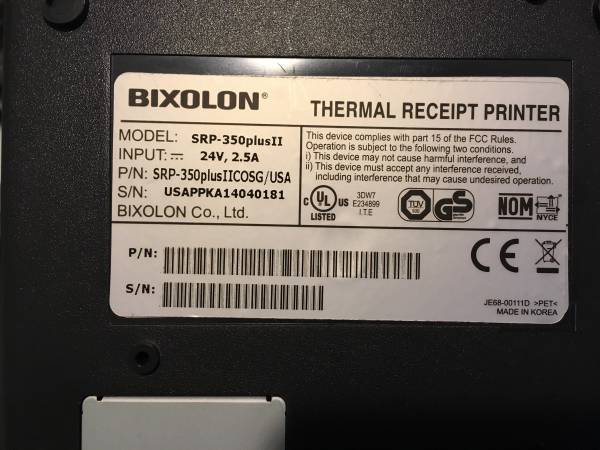 BIXOLON®
THERMAL RECEIPT PRINTER
MODEL: SRP-350plusII
INPUT: ⎓ 24V, 2.5A
P/N: SRP-350plusIICOSG/USA
S/N: USAPPKA14040181
BIXOLON Co., Ltd.
This device complies with part 15 of the FCC Rules.
Operation is subject to the following two conditions.
i) This device may not cause harmful interference, and
ii) This device must accept any interference received,
including interference that may cause undesired operation.
C UL US LISTED
3DW7
E234899
I.T.E
TÜV
GS
NOM
NYCE
P/N:
S/N:
CE
JE68-00111D >PET<
MADE IN KOREA